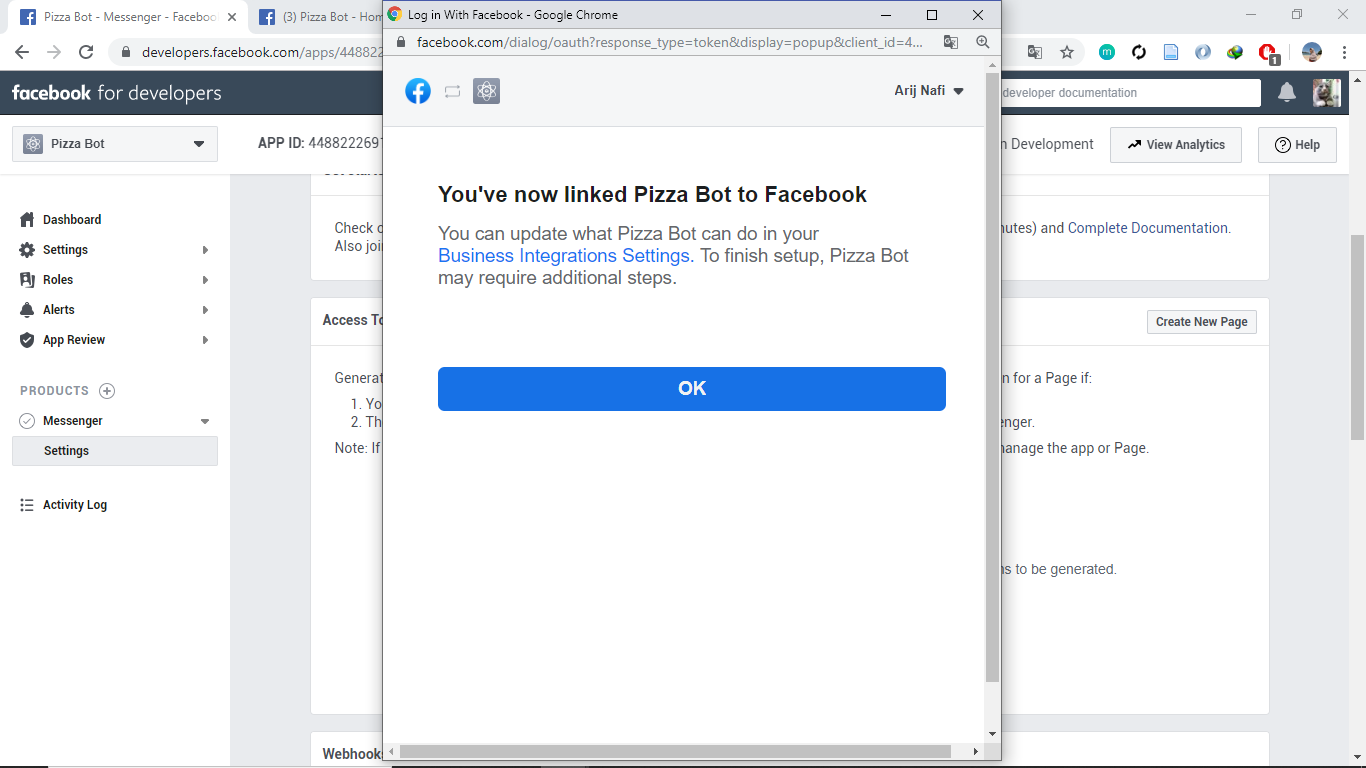 Pizza Bot - Messenger - Faceboo
(3) Pizza Bot - Hom
Log in With Facebook - Google Chrome
developers.facebook.com/apps/448822
facebook.com/dialog/oauth?response_type=token&display=popup&client_id=4...
1
facebook for developers
developer documentation
Arij Nafi
Pizza Bot
APP ID: 4488222691
n Development
View Analytics
Help
You've now linked Pizza Bot to Facebook
You can update what Pizza Bot can do in your
Business Integrations Settings. To finish setup, Pizza Bot
may require additional steps.
OK
Dashboard
Settings
Roles
Alerts
App Review
PRODUCTS
Messenger
Settings
Activity Log
Check o
Also joi
nutes) and Complete Documentation.
Access To
Create New Page
Generat
n for a Page if:
1. Yo
2. Th
enger.
Note: If
manage the app or Page.
ns to be generated.
Webhooks